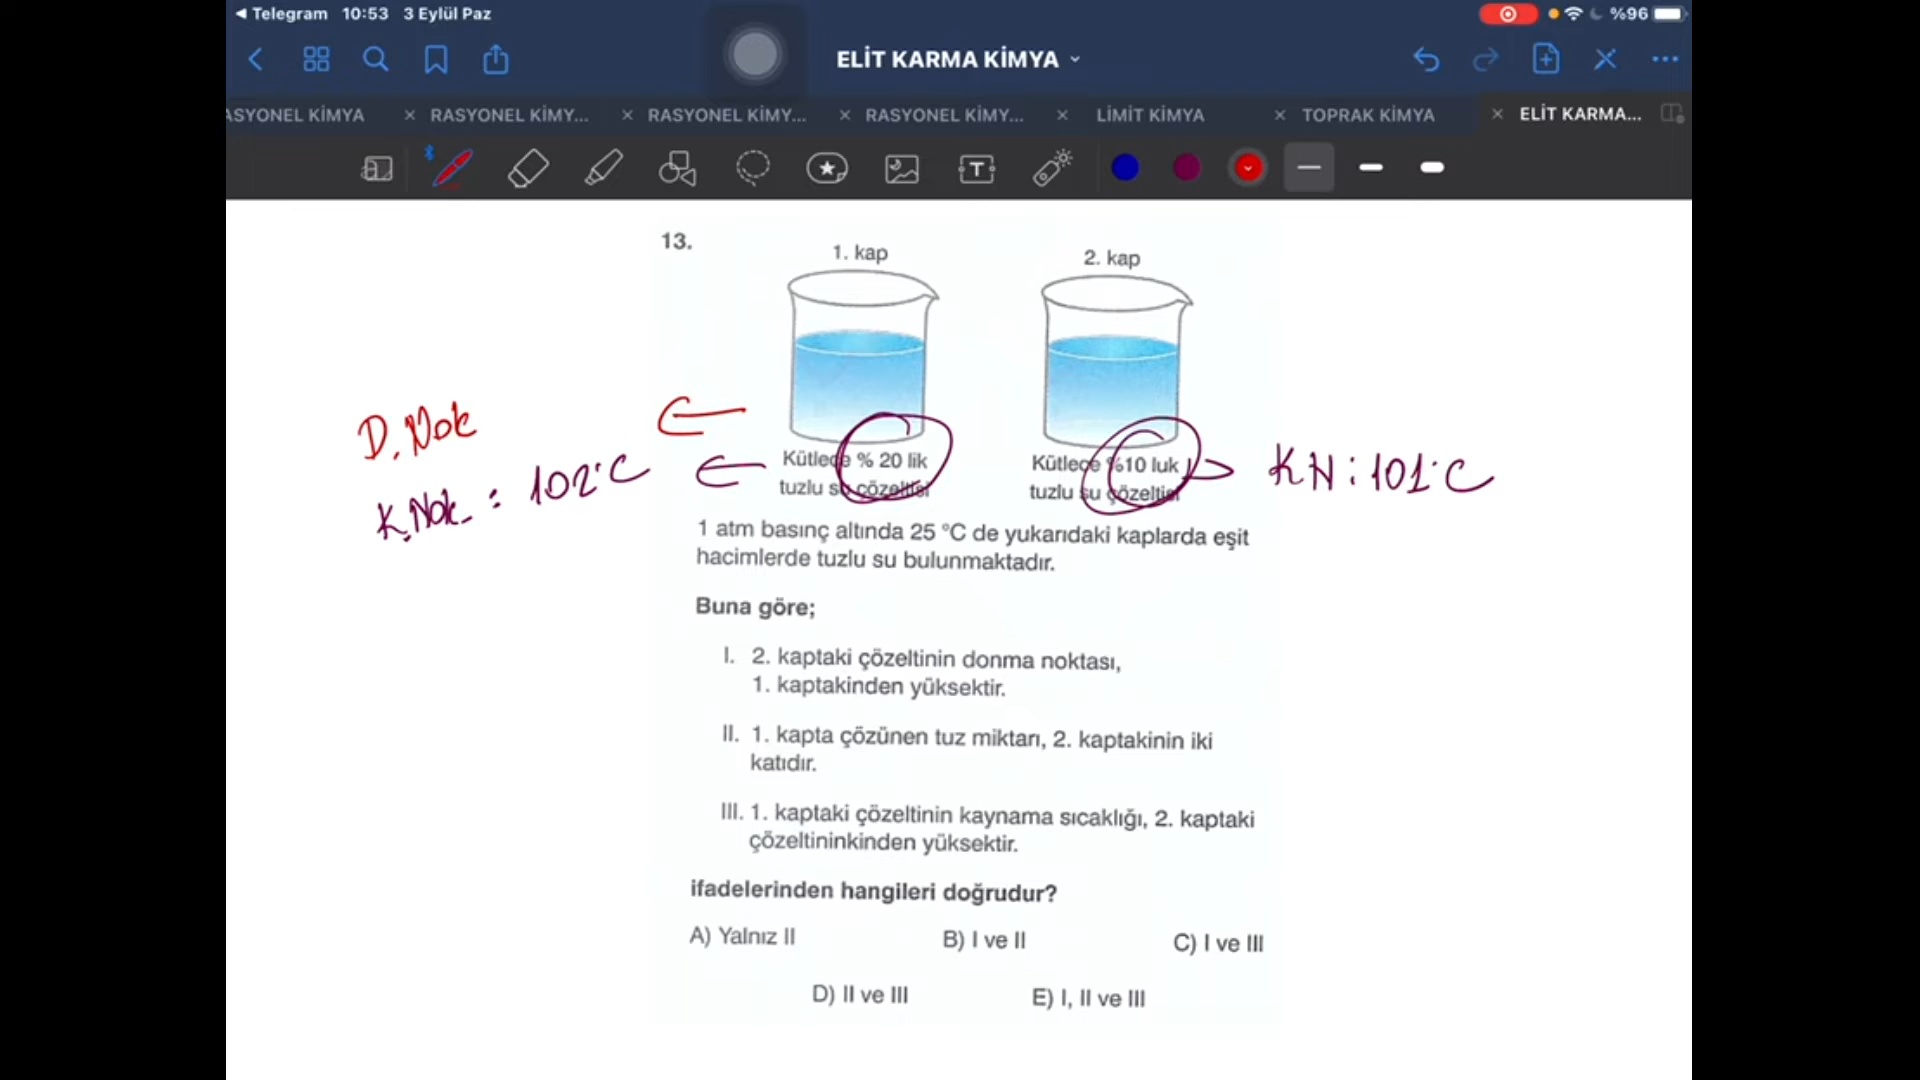 Telegram 10:53 3 Eylül Paz %96
ELİT KARMA KİMYA
ASYONEL KİMYA RASYONEL KİMY... RASYONEL KİMY... RASYONEL KİMY... LİMİT KİMYA TOPRAK KİMYA ELİT KARMA...
13.
1. kap 2. kap
D. Nok
K.Nok : 102°C
Kütlece % 20 lik
tuzlu su çözeltisi
Kütlece %10 luk
tuzlu su çözeltisi
KN : 101°C
1 atm basınç altında 25 °C de yukarıdaki kaplarda eşit
hacimlerde tuzlu su bulunmaktadır.
Buna göre;
I. 2. kaptaki çözeltinin donma noktası,
1. kaptakinden yüksektir.
II. 1. kapta çözünen tuz miktarı, 2. kaptakinin iki
katıdır.
III. 1. kaptaki çözeltinin kaynama sıcaklığı, 2. kaptaki
çözeltininkinden yüksektir.
ifadelerinden hangileri doğrudur?
A) Yalnız II B) I ve II C) I ve III
D) II ve III E) I, II ve III